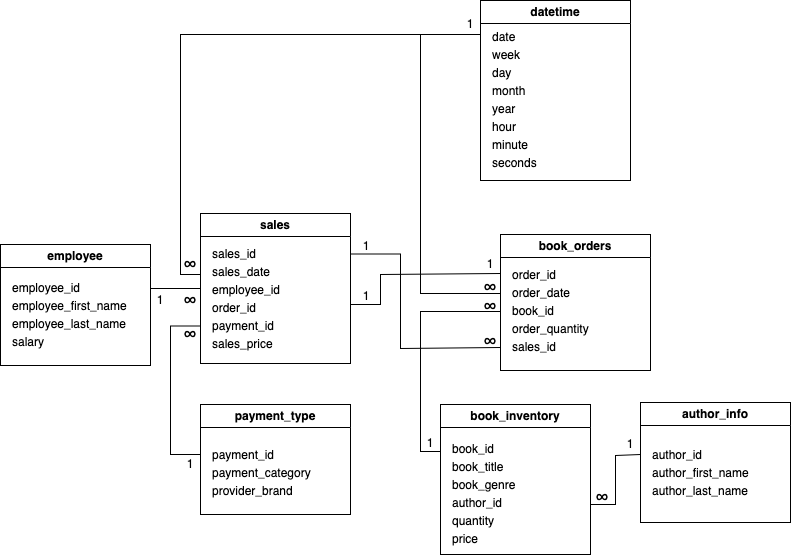 datetime
date
week
day
month
year
hour
minute
seconds
1
employee
employee_id
employee_first_name
employee_last_name
salary
1
sales
sales_id
sales_date
employee_id
order_id
payment_id
sales_price
∞
∞
∞
1
1
book_orders
order_id
order_date
book_id
order_quantity
sales_id
1
∞
∞
∞
payment_type
payment_id
payment_category
provider_brand
1
book_inventory
book_id
book_title
book_genre
author_id
quantity
price
1
∞
author_info
author_id
author_first_name
author_last_name
1